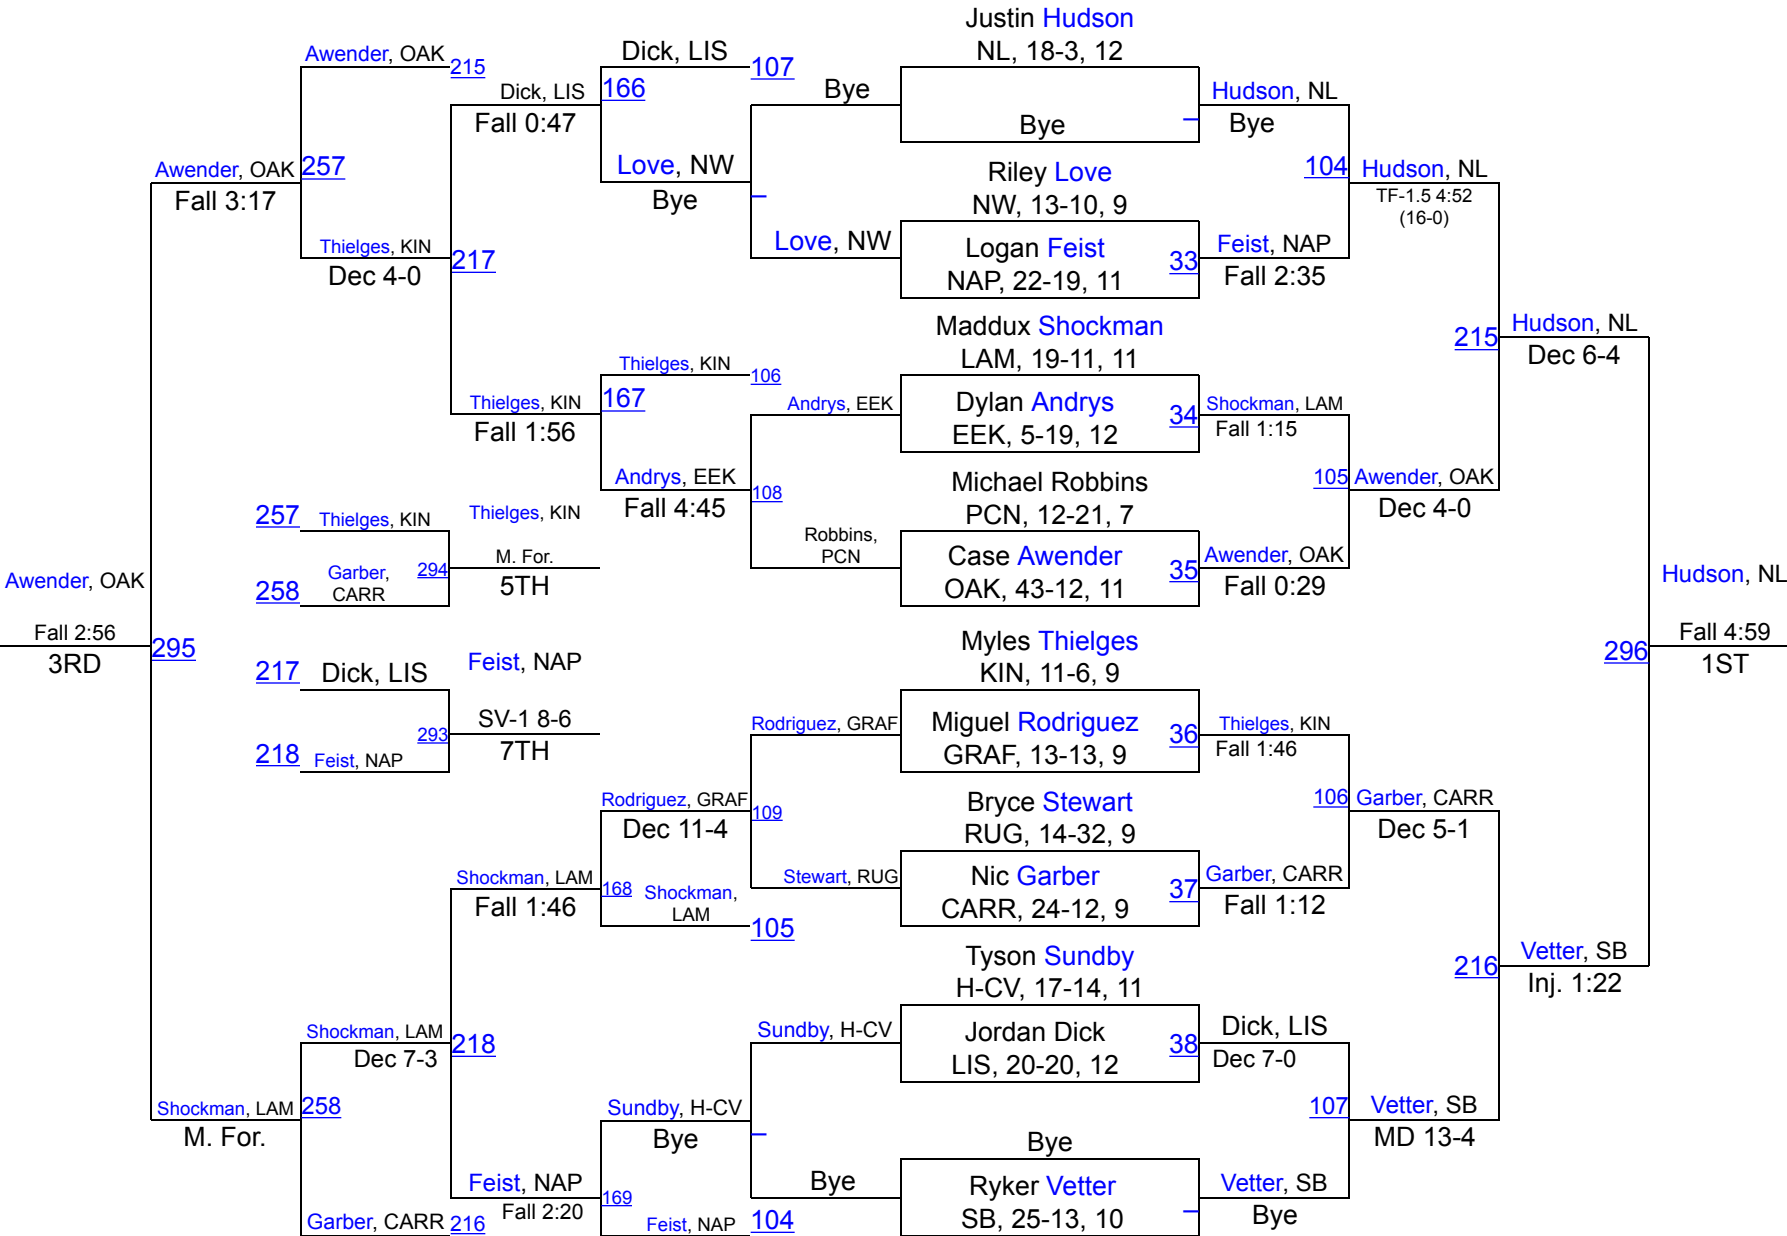 Justin Hudson
NL, 18-3, 12
Awender, OAK
215
Dick, LIS
107
Dick, LIS
166
Bye
Hudson, NL
Fall 0:47
Bye
Bye
Awender, OAK
257
Love, NW
Riley Love
104
Hudson, NL
Fall 3:17
Bye
NW, 13-10, 9
TF-1.5 4:52
(16-0)
Thielges, KIN
217
Love, NW
Logan Feist
33
Feist, NAP
Dec 4-0
NAP, 22-19, 11
Fall 2:35
Maddux Shockman
215
Hudson, NL
LAM, 19-11, 11
Dec 6-4
Thielges, KIN
106
Thielges, KIN
167
Andrys, EEK
Dylan Andrys
34
Shockman, LAM
Fall 1:56
EEK, 5-19, 12
Fall 1:15
Andrys, EEK
108
Michael Robbins
105
Awender, OAK
Fall 4:45
PCN, 12-21, 7
Dec 4-0
257
Thielges, KIN
Thielges, KIN
Robbins,
PCN
M. For.
Case Awender
35
Awender, OAK
258
Garber,
CARR
294
5TH
OAK, 43-12, 11
Fall 0:29
Awender, OAK
Hudson, NL
Fall 2:56
295
Myles Thielges
296
Fall 4:59
3RD
KIN, 11-6, 9
1ST
217
Dick, LIS
Feist, NAP
SV-1 8-6
Rodriguez, GRAF
Miguel Rodriguez
36
Thielges, KIN
218
Feist, NAP
293
7TH
GRAF, 13-13, 9
Fall 1:46
Rodriguez, GRAF
109
Bryce Stewart
106
Garber, CARR
Dec 11-4
RUG, 14-32, 9
Dec 5-1
Shockman, LAM
168
Shockman,
LAM
105
Stewart, RUG
Nic Garber
37
Garber, CARR
Fall 1:46
CARR, 24-12, 9
Fall 1:12
Tyson Sundby
216
Vetter, SB
H-CV, 17-14, 11
Inj. 1:22
Shockman, LAM
218
Sundby, H-CV
Jordan Dick
38
Dick, LIS
Dec 7-3
LIS, 20-20, 12
Dec 7-0
Shockman, LAM
258
Sundby, H-CV
107
Vetter, SB
M. For.
Bye
Bye
MD 13-4
Feist, NAP
169
Bye
Ryker Vetter
Vetter, SB
Fall 2:20
SB, 25-13, 10
Bye
Garber, CARR
216
Feist, NAP
104